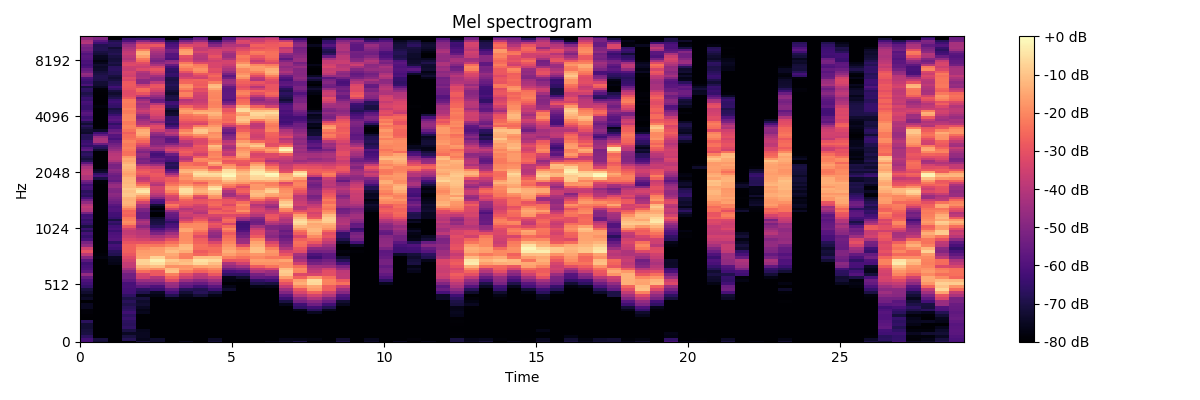 Mel spectrogram
8192
4096
2048
1024
512
0
Hz
0 5 10 15 20 25
Time
+0 dB
-10 dB
-20 dB
-30 dB
-40 dB
-50 dB
-60 dB
-70 dB
-80 dB